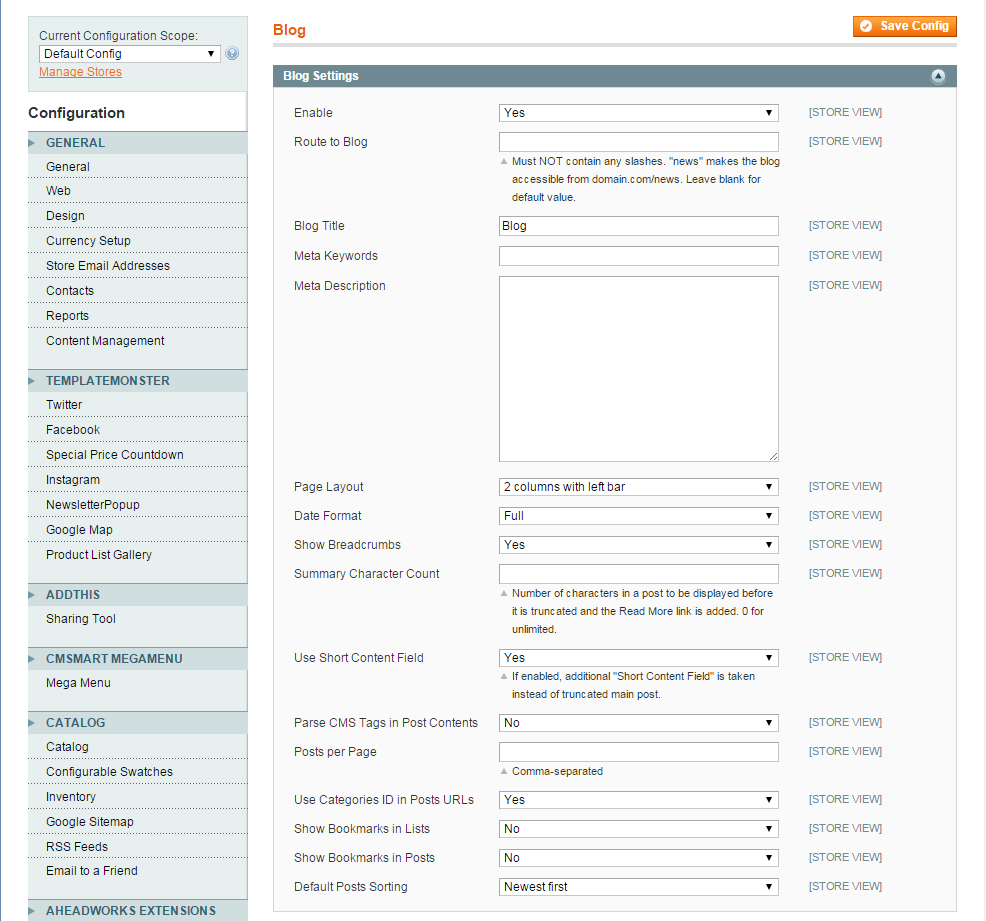 Current Configuration Scope:
Default Config
Manage Stores
Configuration
GENERAL
General
Web
Design
Currency Setup
Store Email Addresses
Contacts
Reports
Content Management
TEMPLATEMONSTER
Twitter
Facebook
Special Price Countdown
Instagram
NewsletterPopup
Google Map
Product List Gallery
ADDTHIS
Sharing Tool
CMSMART MEGAMENU
Mega Menu
CATALOG
Catalog
Configurable Swatches
Inventory
Google Sitemap
RSS Feeds
Email to a Friend
AHEADWORKS EXTENSIONS
Blog
Save Config
Blog Settings
Enable Yes [STORE VIEW]
Route to Blog [STORE VIEW]
Must NOT contain any slashes. "news" makes the blog
accessible from domain.com/news. Leave blank for
default value.
Blog Title Blog [STORE VIEW]
Meta Keywords [STORE VIEW]
Meta Description [STORE VIEW]
Page Layout 2 columns with left bar [STORE VIEW]
Date Format Full [STORE VIEW]
Show Breadcrumbs Yes [STORE VIEW]
Summary Character Count [STORE VIEW]
Number of characters in a post to be displayed before
it is truncated and the Read More link is added. 0 for
unlimited.
Use Short Content Field Yes [STORE VIEW]
If enabled, additional "Short Content Field" is taken
instead of truncated main post.
Parse CMS Tags in Post Contents No [STORE VIEW]
Posts per Page [STORE VIEW]
Comma-separated
Use Categories ID in Posts URLs Yes [STORE VIEW]
Show Bookmarks in Lists No [STORE VIEW]
Show Bookmarks in Posts No [STORE VIEW]
Default Posts Sorting Newest first [STORE VIEW]